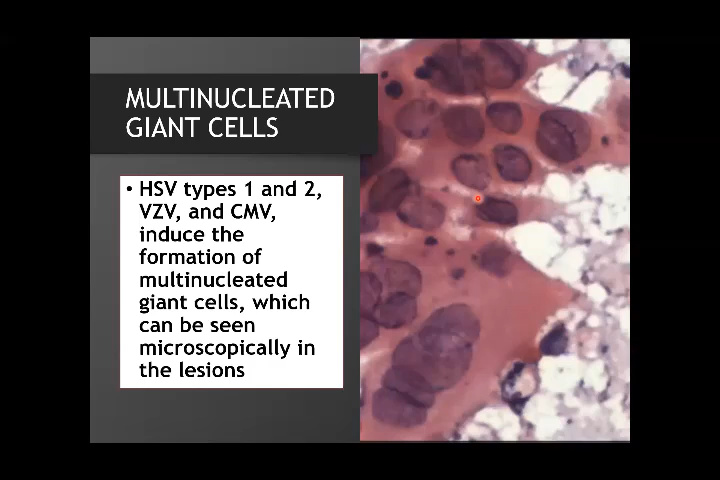 MULTINUCLEATED
GIANT CELLS
• HSV types 1 and 2,
VZV, and CMV,
induce the
formation of
multinucleated
giant cells, which
can be seen
microscopically in
the lesions